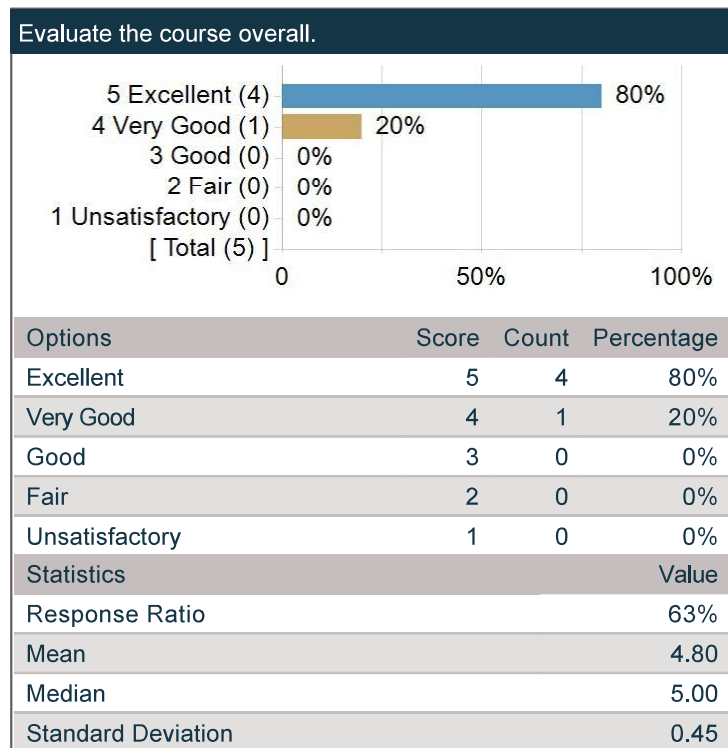 Evaluate the course overall.
5 Excellent (4) 80%
4 Very Good (1) 20%
3 Good (0) 0%
2 Fair (0) 0%
1 Unsatisfactory (0) 0%
[ Total (5) ]
0 50% 100%
Options Score Count Percentage
Excellent 5 4 80%
Very Good 4 1 20%
Good 3 0 0%
Fair 2 0 0%
Unsatisfactory 1 0 0%
Statistics Value
Response Ratio 63%
Mean 4.80
Median 5.00
Standard Deviation 0.45